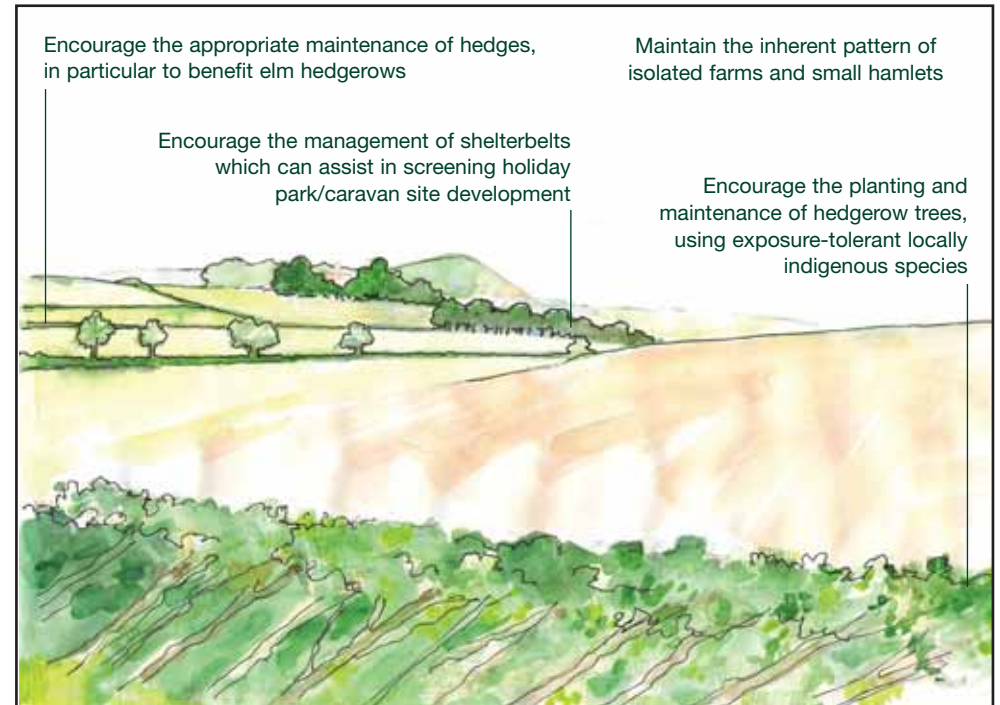 Encourage the appropriate maintenance of hedges,
in particular to benefit elm hedgerows
Maintain the inherent pattern of
isolated farms and small hamlets
Encourage the management of shelterbelts
which can assist in screening holiday
park/caravan site development
Encourage the planting and
maintenance of hedgerow trees,
using exposure-tolerant locally
indigenous species